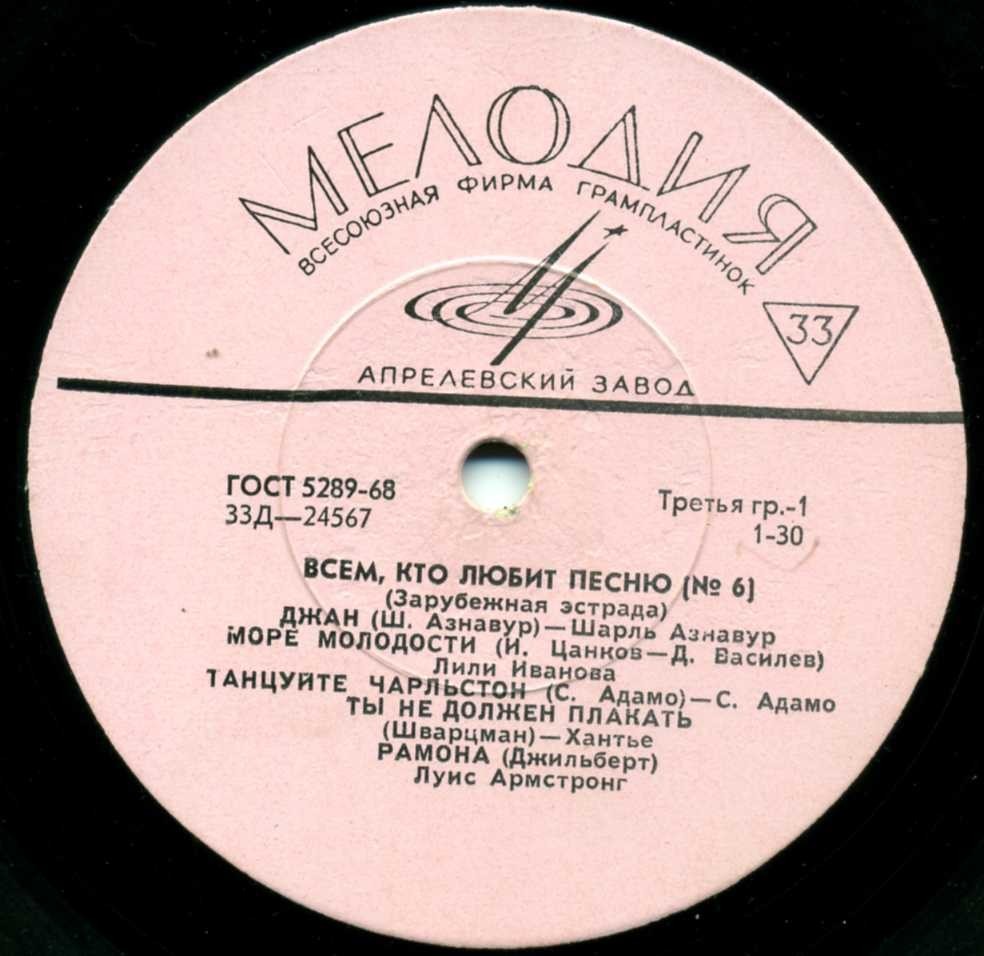 МЕЛОДИЯ
ВСЕСОЮЗНАЯ ФИРМА ГРАМПЛАСТИНОК
33
АПРЕЛЕВСКИЙ ЗАВОД
ГОСТ 5289-68
33Д—24567
Третья гр.-1
1-30
ВСЕМ, КТО ЛЮБИТ ПЕСНЮ (№ 6)
(Зарубежная эстрада)
ДЖАН (Ш. Азнавур)—Шарль Азнавур
МОРЕ МОЛОДОСТИ (И. Цанков—Д. Василев)
Лили Иванова
ТАНЦУЙТЕ ЧАРЛЬСТОН (С. Адамо)—С. Адамо
ТЫ НЕ ДОЛЖЕН ПЛАКАТЬ
(Шварцман)—Хантье
РАМОНА (Джильберт)
Луис Армстронг